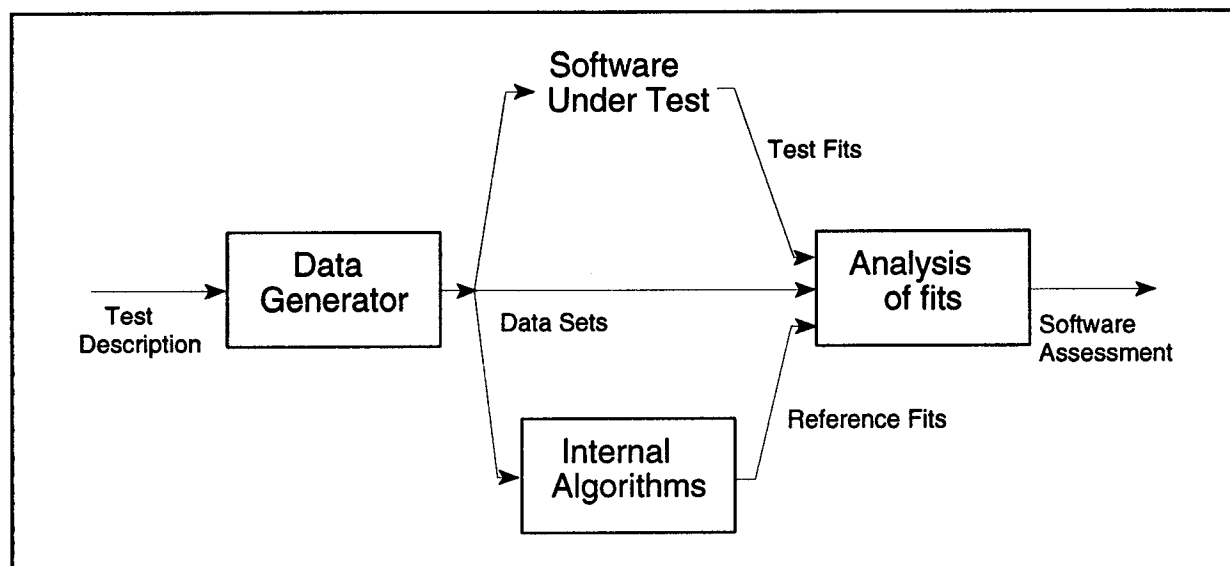 Software
Under Test
Test Fits
Data
Generator
Analysis
of fits
Test
Description
Data Sets
Software
Assessment
Internal
Algorithms
Reference Fits